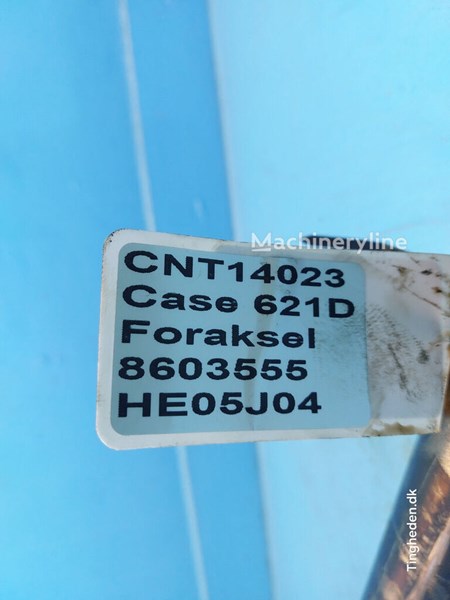 Machineryline
CNT14023
Case 621D
Foraksel
8603555
HE05J04
Tingheden.dk